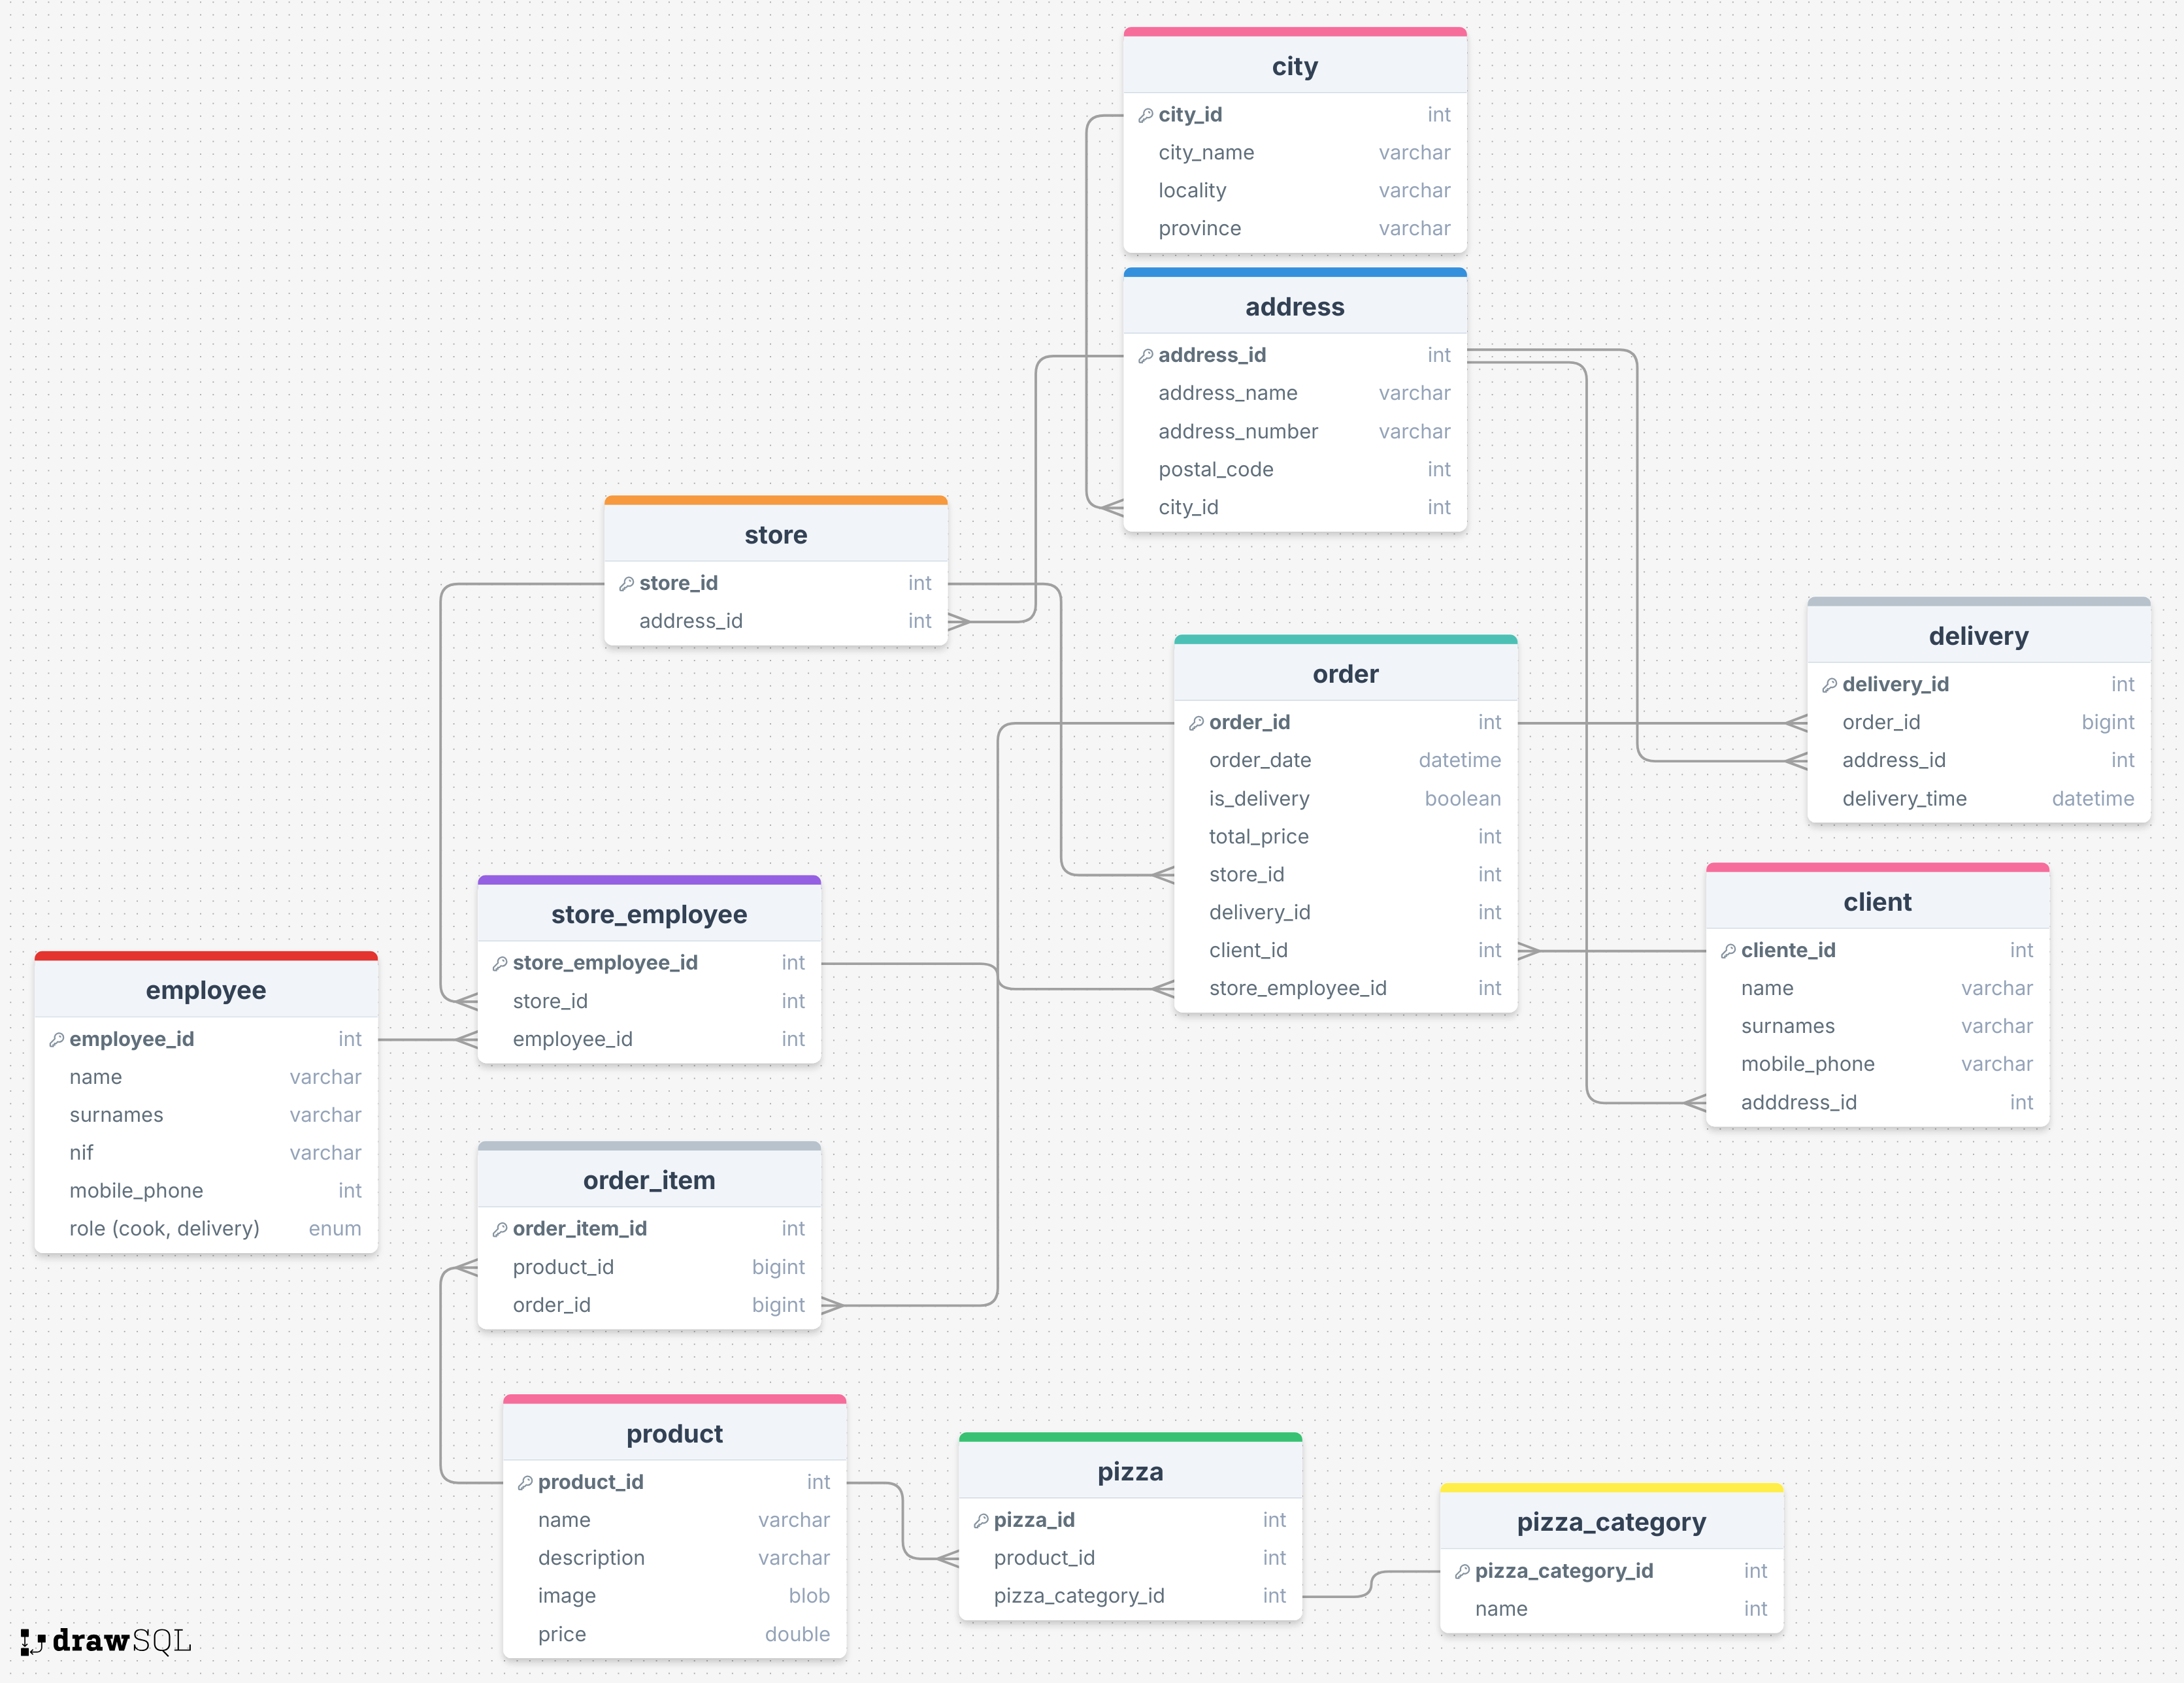 city
city_id int
city_name varchar
locality varchar
province varchar
address
address_id int
address_name varchar
address_number varchar
postal_code int
city_id int
store
store_id int
address_id int
order
order_id int
order_date datetime
is_delivery boolean
total_price int
store_id int
delivery_id int
client_id int
store_employee_id int
delivery
delivery_id int
order_id bigint
address_id int
delivery_time datetime
client
cliente_id int
name varchar
surnames varchar
mobile_phone varchar
adddress_id int
store_employee
store_employee_id int
store_id int
employee_id int
employee
employee_id int
name varchar
surnames varchar
nif varchar
mobile_phone int
role (cook, delivery) enum
order_item
order_item_id int
product_id bigint
order_id bigint
product
product_id int
name varchar
description varchar
image blob
price double
pizza
pizza_id int
product_id int
pizza_category_id int
pizza_category
pizza_category_id int
name int
drawSQL